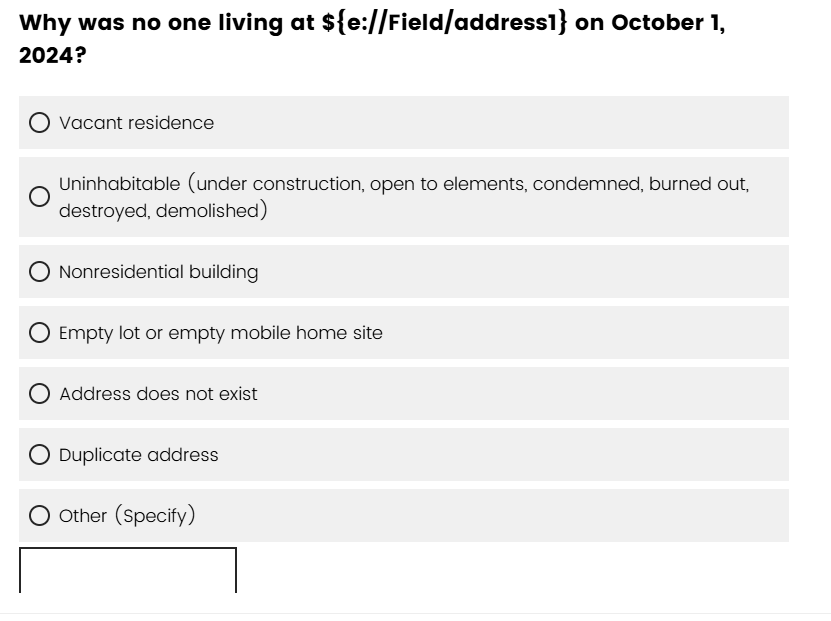 Why was no one living at ${e://Field/address1} on October 1,
2024?
Vacant residence
Uninhabitable (under construction, open to elements, condemned, burned out,
destroyed, demolished)
Nonresidential building
Empty lot or empty mobile home site
Address does not exist
Duplicate address
Other (Specify)